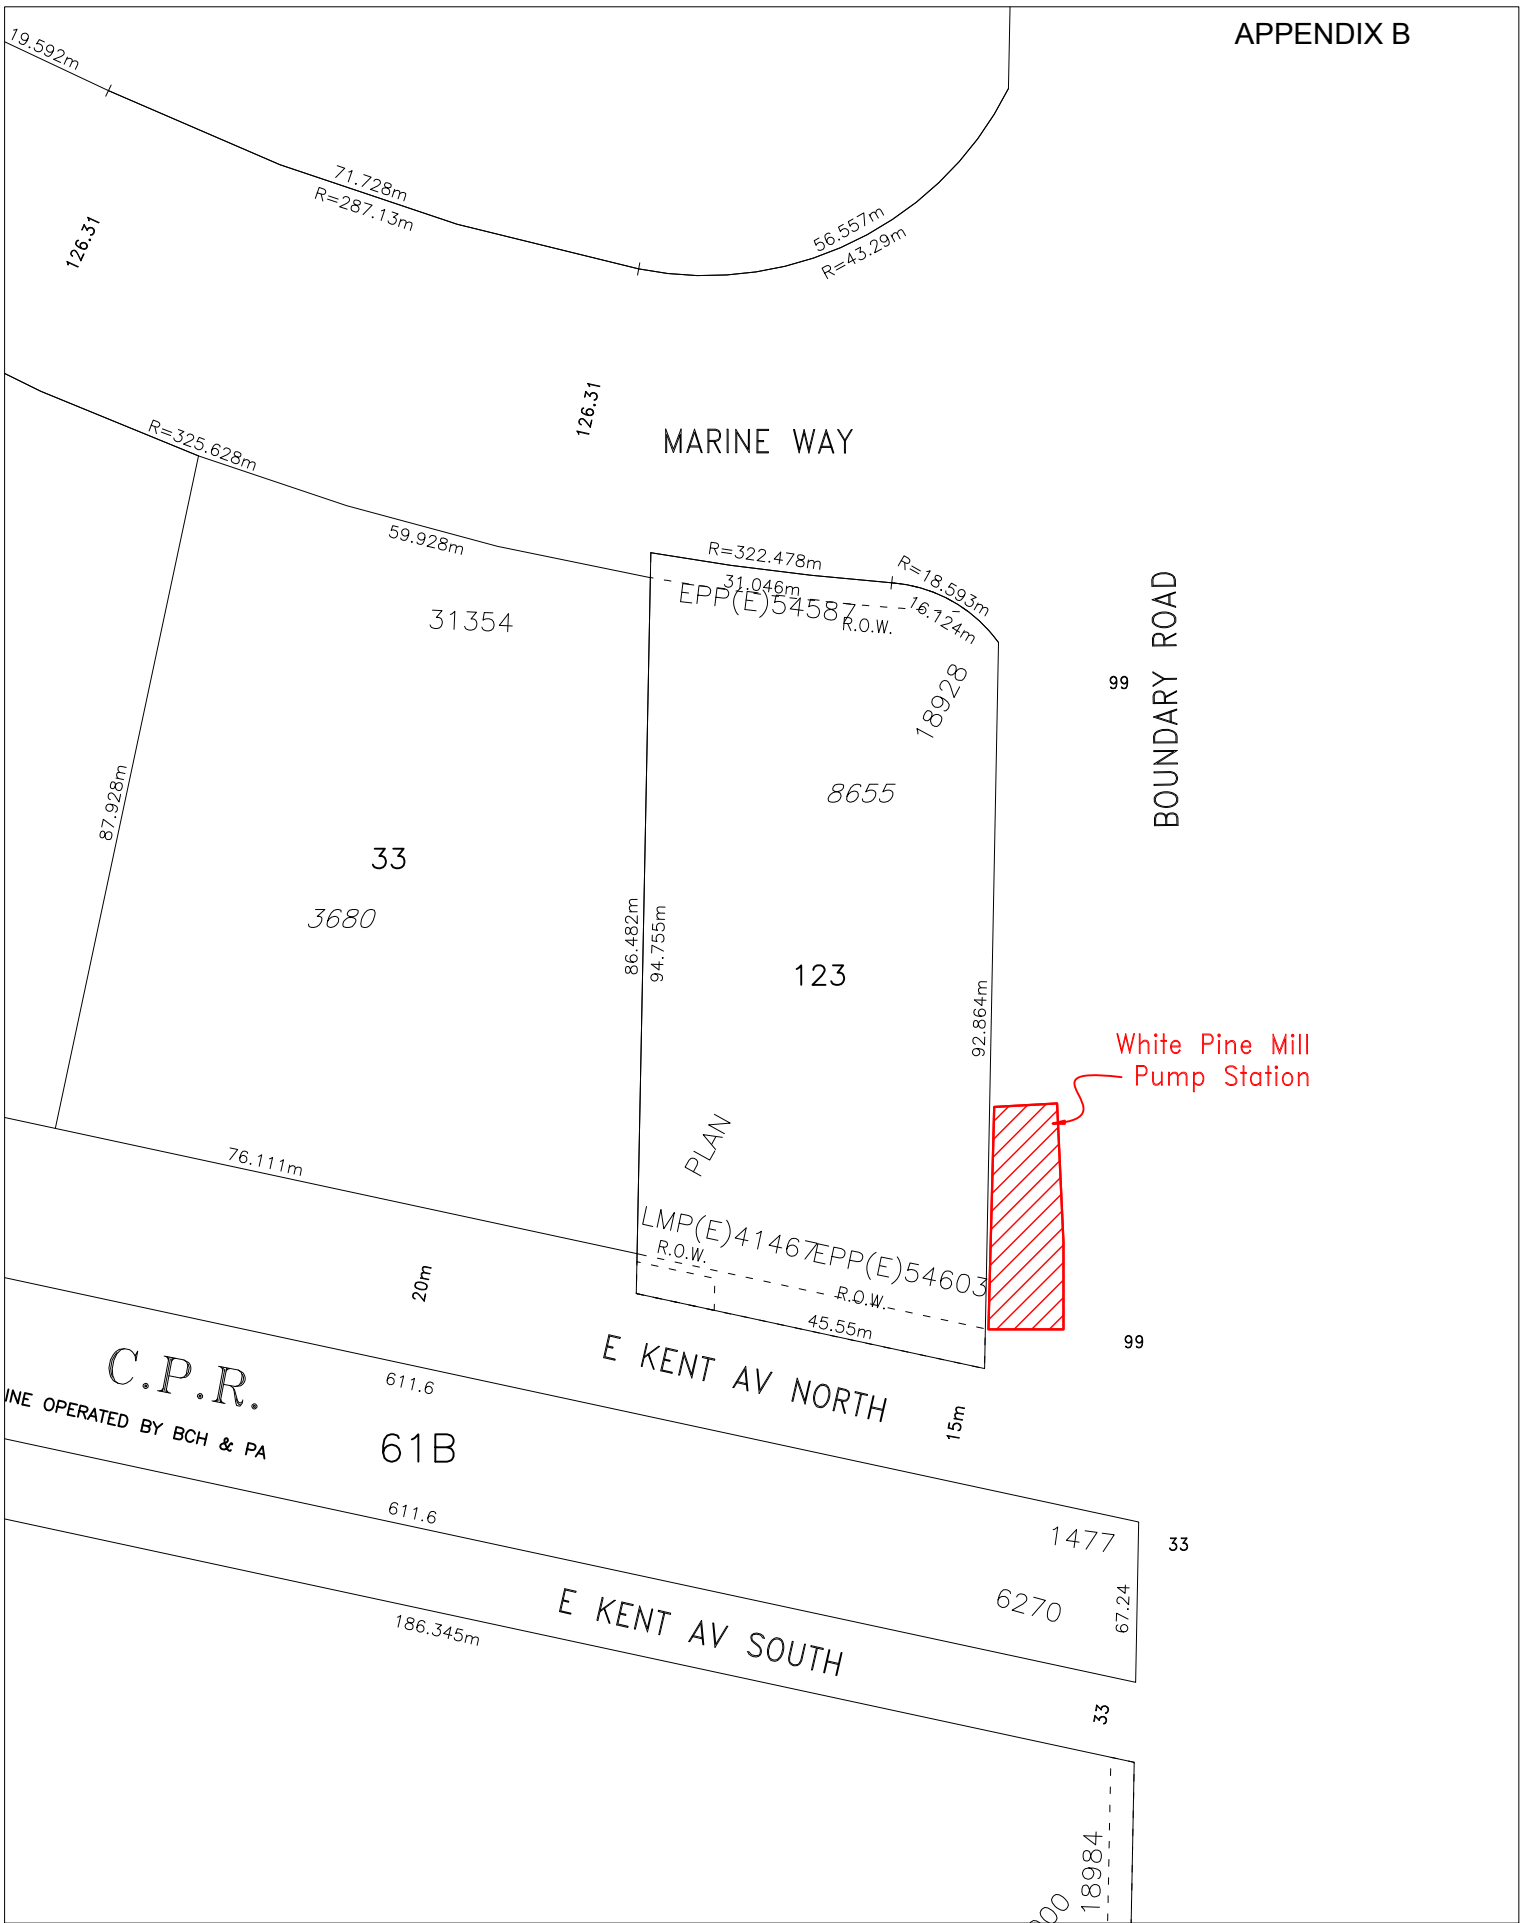 APPENDIX B
19.592m
71.728m
R=287.13m
56.557m
R=43.29m
126.31
126.31
MARINE WAY
R=325.628m
59.928m
R=322.478m
31.046m
R=18.593m
16.124m
EPP(E)54587
R.O.W.
31354
18928
99
BOUNDARY ROAD
8655
87.928m
33
3680
86.482m
94.755m
123
92.864m
White Pine Mill
Pump Station
PLAN
76.111m
LMP(E)41467
EPP(E)54603
R.O.W.
R.O.W.
20m
45.55m
99
E KENT AV NORTH
15m
C.P.R.
INE OPERATED BY BCH & PA
611.6
61B
611.6
1477
33
6270
67.24
E KENT AV SOUTH
186.345m
33
18984